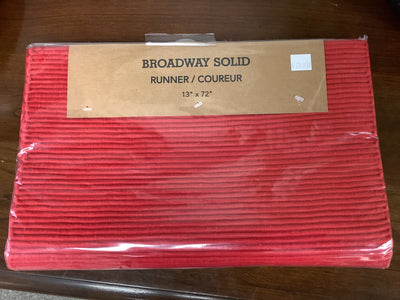 BROADWAY SOLID
RUNNER / COUREUR
13" x 72"